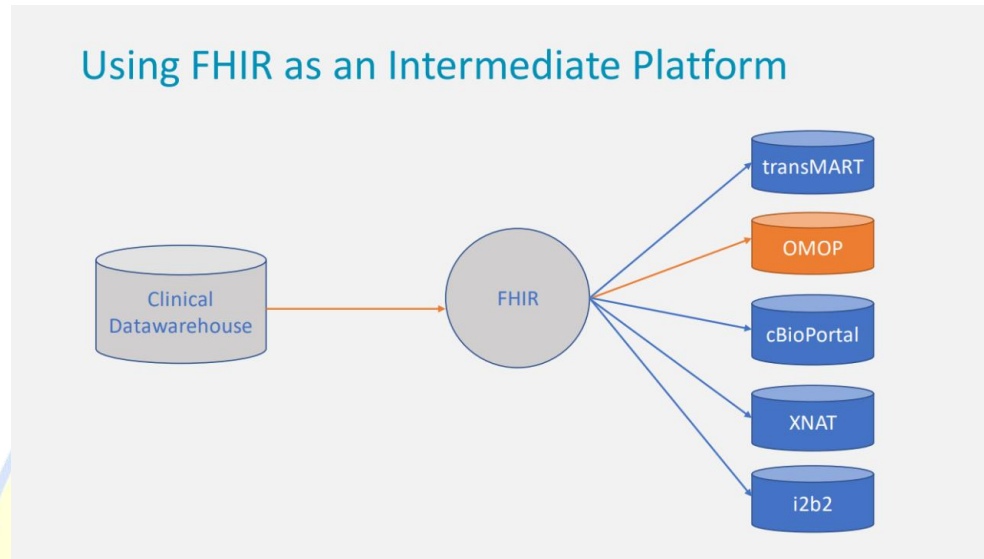 Using FHIR as an Intermediate Platform
transMART
OMOP
Clinical
Datawarehouse
FHIR
cBioPortal
XNAT
i2b2